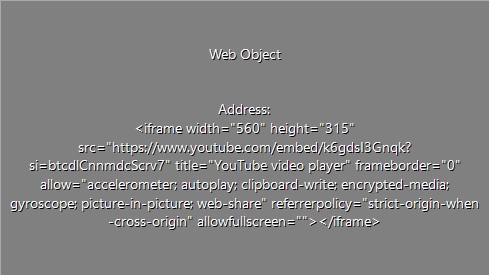 Web Object
Address:
<iframe width="560" height="315"
src="https://www.youtube.com/embed/k6gdsI3Gnqk?
si=btcdlCnnmdcScrv7" title="YouTube video player" frameborder="0"
allow="accelerometer; autoplay; clipboard-write; encrypted-media;
gyroscope; picture-in-picture; web-share" referrerpolicy="strict-origin-when
-cross-origin" allowfullscreen=""></iframe>